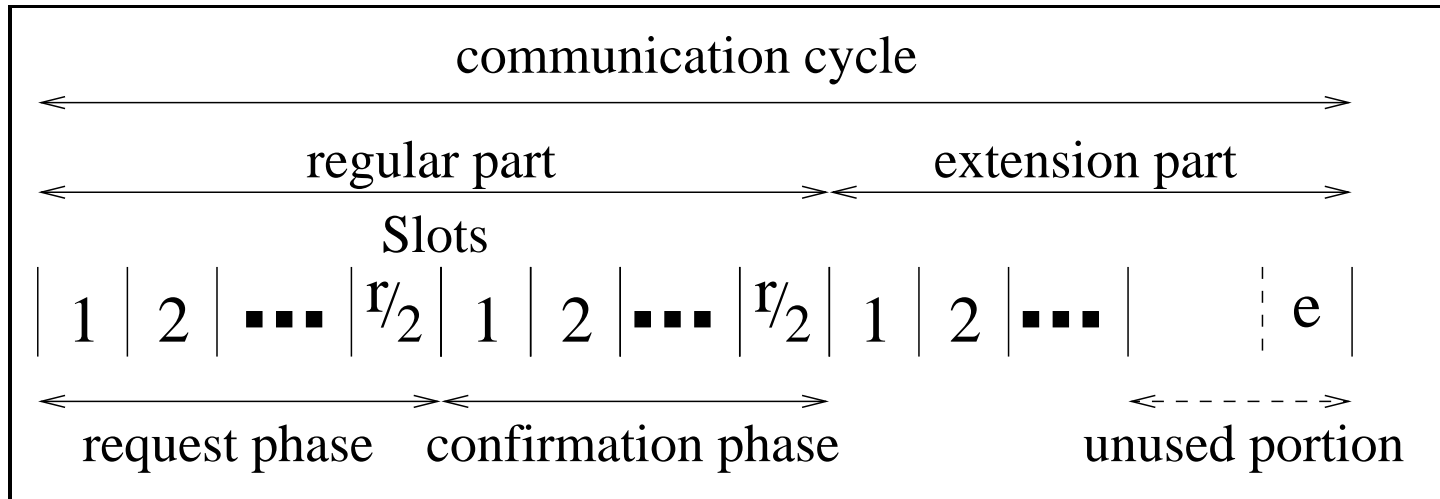 communication cycle
regular part extension part
Slots
1 2 ▪▪▪ r/2 1 2 ▪▪▪ r/2 1 2 ▪▪▪ e
request phase confirmation phase unused portion